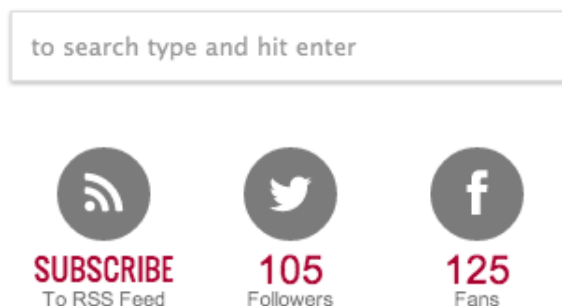 to search type and hit enter
SUBSCRIBE
To RSS Feed
105
Followers
125
Fans